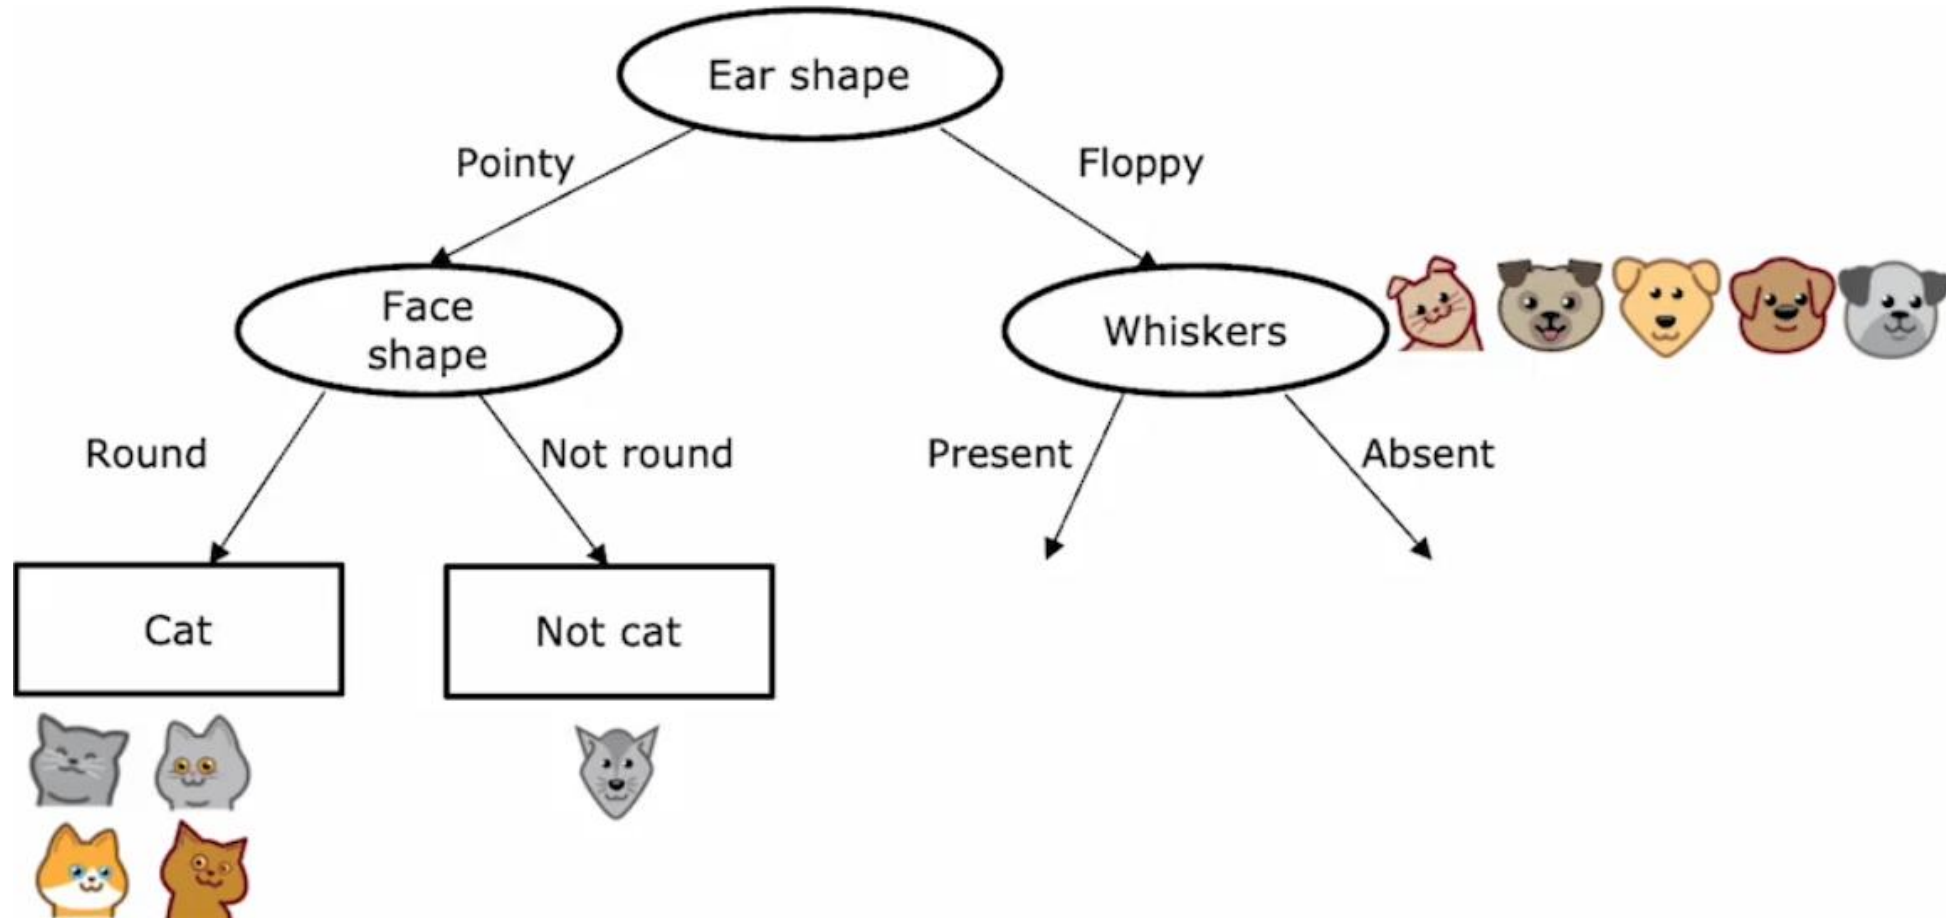 Ear shape
Pointy
Floppy
Face
shape
Whiskers
Round
Not round
Present
Absent
Cat
Not cat